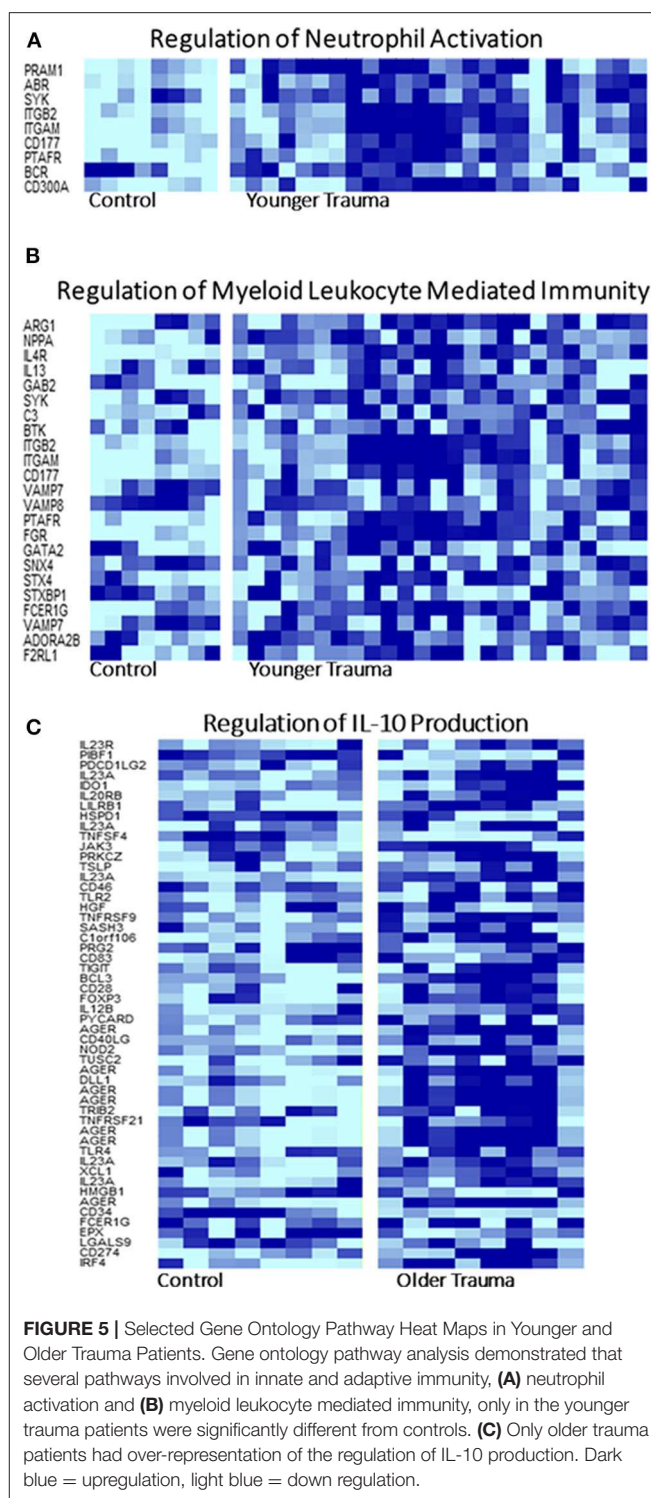 A
Regulation of Neutrophil Activation
PRAM1
ABR
SYK
ITGB2
ITGAM
CD177
PTAFR
BCR
CD300A
Control
Younger Trauma
B
Regulation of Myeloid Leukocyte Mediated Immunity
ARG1
NPPA
IL4R
IL13
GAB2
SYK
C3
BTK
ITGB2
ITGAM
CD177
VAMP7
VAMP8
PTAFR
FGR
GATA2
SNX4
STX4
STXBP1
FCER1G
VAMP7
ADORA2B
F2RL1
Control
Younger Trauma
C
Regulation of IL-10 Production
IL23R
PIBF1
PDCD1LG2
IL23A
IDO1
IL20RB
LILRB1
HSPD1
IL23A
TNFSF4
JAK3
PRKCZ
TSLP
IL23A
CD46
TLR2
HGF
TNFRSF9
SASH3
C1orf106
PRG2
CD83
TIGIT
BCL3
CD28
FOXP3
IL12B
PYCARD
AGER
CD40LG
NOD2
TUSC2
AGER
DLL1
AGER
AGER
TRIB2
TNFRSF21
AGER
AGER
TLR4
IL23A
XCL1
IL23A
HMGB1
AGER
CD34
FCER1G
EPX
LGALS9
CD274
IRF4
Control
Older Trauma
FIGURE 5 | Selected Gene Ontology Pathway Heat Maps in Younger and
Older Trauma Patients. Gene ontology pathway analysis demonstrated that
several pathways involved in innate and adaptive immunity, (A) neutrophil
activation and (B) myeloid leukocyte mediated immunity, only in the younger
trauma patients were significantly different from controls. (C) Only older trauma
patients had over-representation of the regulation of IL-10 production. Dark
blue = upregulation, light blue = down regulation.